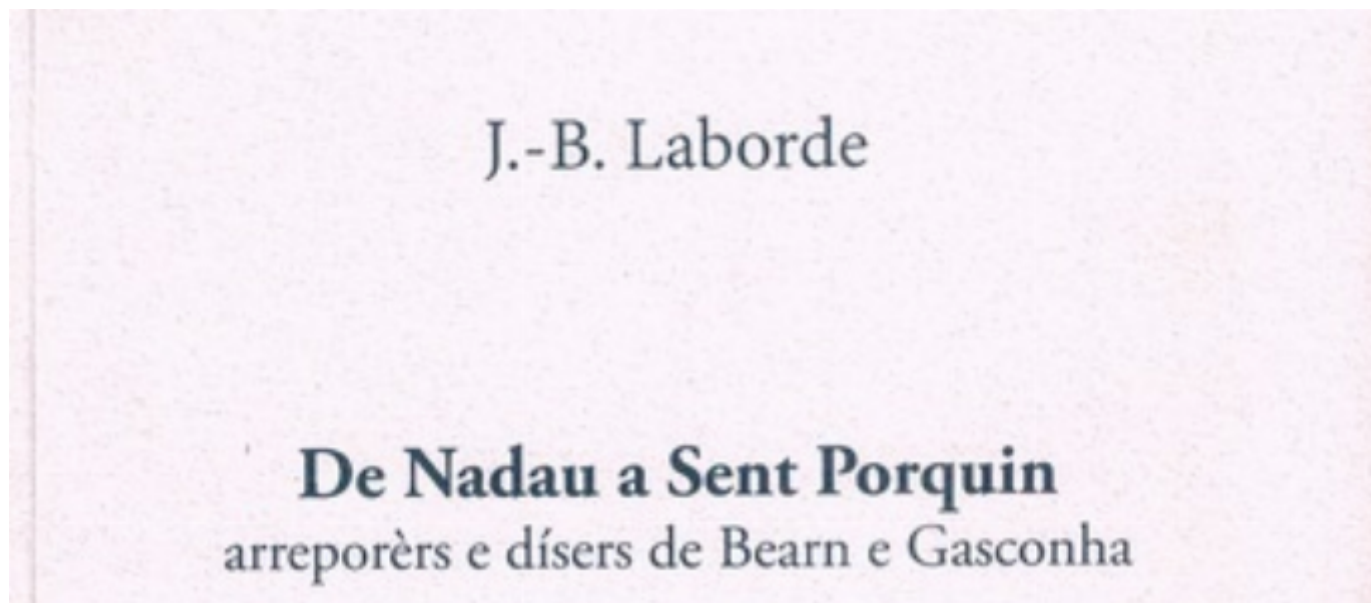 J.-B. Laborde
De Nadau a Sent Porquin
arreporèrs e dísers de Bearn e Gasconha